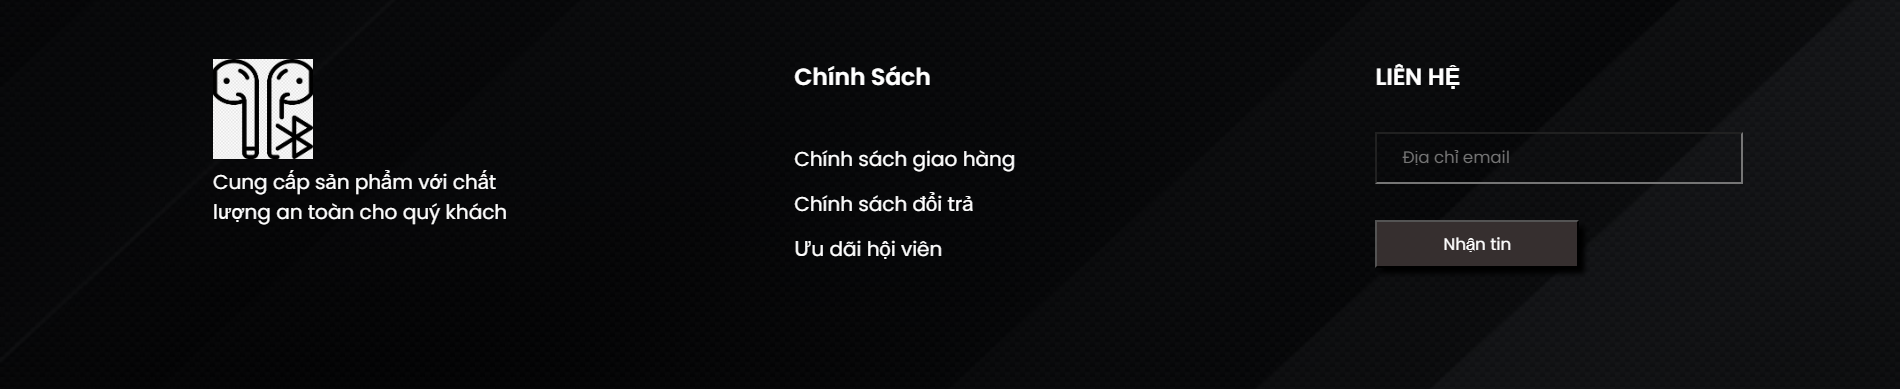 Cung cấp sản phẩm với chất
lượng an toàn cho quý khách
Chính Sách
Chính sách giao hàng
Chính sách đổi trả
Ưu dãi hội viên
LIÊN HỆ
Địa chỉ email
Nhận tin